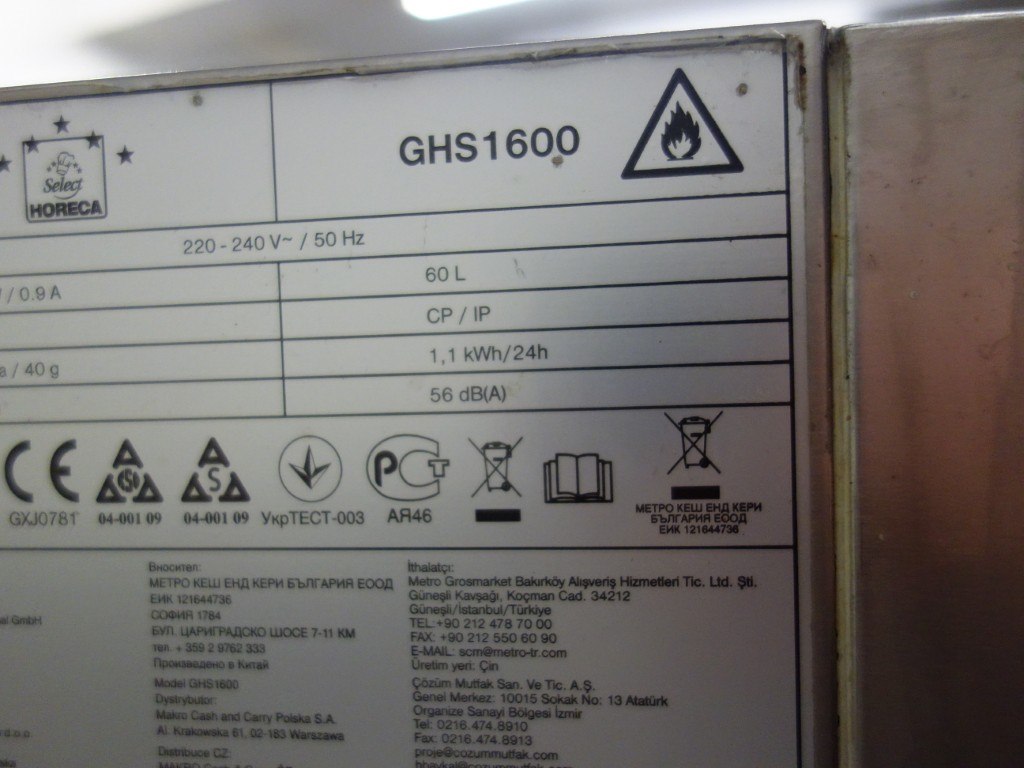 Select
HORECA
GHS1600
220 - 240 V~ / 50 Hz
/ 0.9 A
60 L
CP / IP
/ 40 g
1,1 kWh/24h
56 dB(A)
CE
GXJ0781
SI
04-001 09
S
04-001 09
УкрТЕСТ-003
РСТ
АЯ46
МЕТРО КЕШ ЕНД КЕРИ
БЪЛГАРИЯ ЕООД
ЕИК 121644736
GmbH
Вносител:
МЕТРО КЕШ ЕНД КЕРИ БЪЛГАРИЯ ЕООД
ЕИК 121644736
СОФИЯ 1784
БУЛ. ЦАРИГРАДСКО ШОСЕ 7-11 КМ
тел. + 359 2 9762 333
Произведено в Китай
Model GHS1600
Dystrybutor:
Makro Cash and Carry Polska S.A.
Al. Krakowska 61, 02-183 Warszawa
Distribuce CZ:
İthalatçı:
Metro Grosmarket Bakırköy Alışveriş Hizmetleri Tic. Ltd. Şti.
Güneşli Kavşağı, Koçman Cad. 34212
Güneşli/İstanbul/Türkiye
TEL:+90 212 478 70 00
FAX: +90 212 550 60 90
E-MAIL: scm@metro-tr.com
Üretim yeri: Çin
Çözüm Mutfak San. Ve Tic. A.Ş.
Genel Merkez: 10015 Sokak No: 13 Atatürk
Organize Sanayi Bölgesi İzmir
Tel: 0216.474.8910
Fax: 0216.474.8913
proje@cozummutfak.com